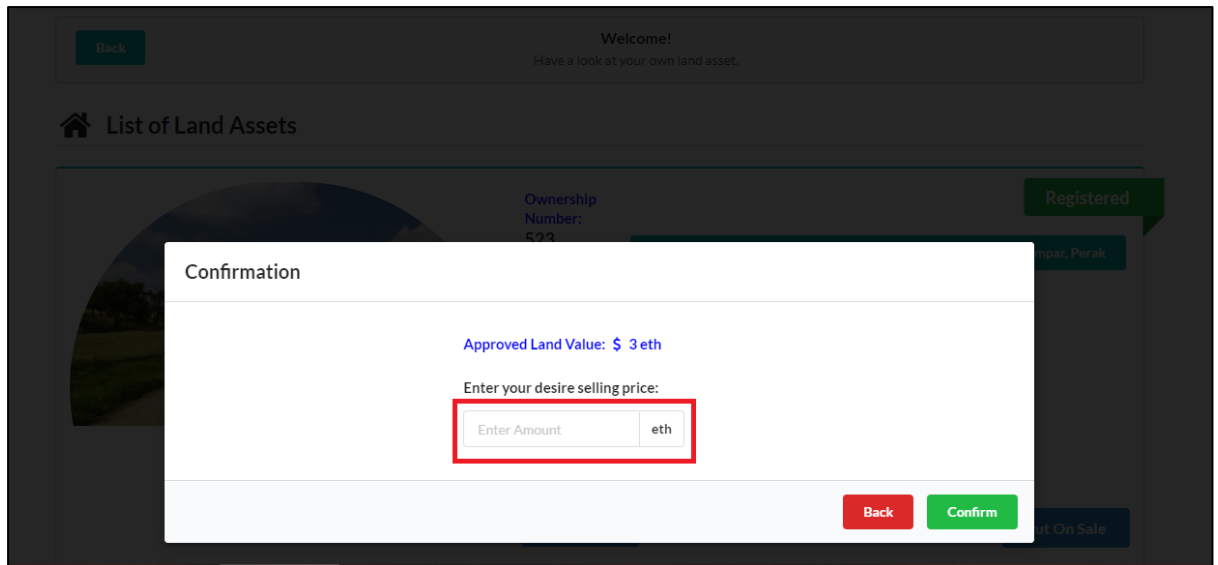 Back
Welcome!
Have a look at your own land asset.
List of Land Assets
Ownership
Number:
523
Registered
mpar, Perak
Confirmation
Approved Land Value: $ 3 eth
Enter your desire selling price:
Enter Amount
eth
Back
Confirm
ut On Sale